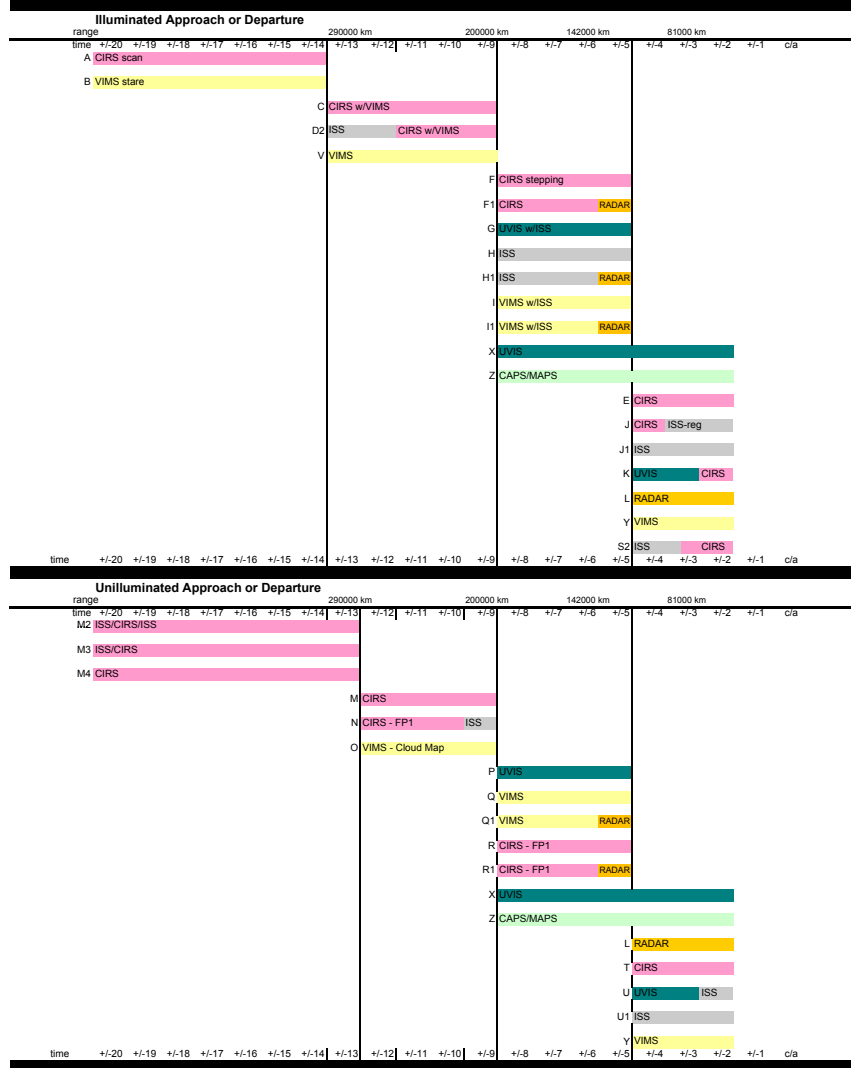 Illuminated Approach or Departure
range 290000 km 200000 km 142000 km 81000 km
time +/-20 +/-19 +/-18 +/-17 +/-16 +/-15 +/-14 +/-13 +/-12 +/-11 +/-10 +/-9 +/-8 +/-7 +/-6 +/-5 +/-4 +/-3 +/-2 +/-1 c/a
A CIRS scan
B VIMS stare
C CIRS w/VIMS
D2 ISS CIRS w/VIMS
V VIMS
F CIRS stepping
F1 CIRS RADAR
G UVIS w/ISS
H ISS
H1 ISS RADAR
I VIMS w/ISS
I1 VIMS w/ISS RADAR
X UVIS
Z CAPS/MAPS
E CIRS
J CIRS ISS-reg
J1 ISS
K UVIS CIRS
L RADAR
Y VIMS
S2 ISS CIRS
time +/-20 +/-19 +/-18 +/-17 +/-16 +/-15 +/-14 +/-13 +/-12 +/-11 +/-10 +/-9 +/-8 +/-7 +/-6 +/-5 +/-4 +/-3 +/-2 +/-1 c/a
Unilluminated Approach or Departure
range 290000 km 200000 km 142000 km 81000 km
time +/-20 +/-19 +/-18 +/-17 +/-16 +/-15 +/-14 +/-13 +/-12 +/-11 +/-10 +/-9 +/-8 +/-7 +/-6 +/-5 +/-4 +/-3 +/-2 +/-1 c/a
M2 ISS/CIRS/ISS
M3 ISS/CIRS
M4 CIRS
M CIRS
N CIRS - FP1 ISS
O VIMS - Cloud Map
P UVIS
Q VIMS
Q1 VIMS RADAR
R CIRS - FP1
R1 CIRS - FP1 RADAR
X UVIS
Z CAPS/MAPS
L RADAR
T CIRS
U UVIS ISS
U1 ISS
Y VIMS
time +/-20 +/-19 +/-18 +/-17 +/-16 +/-15 +/-14 +/-13 +/-12 +/-11 +/-10 +/-9 +/-8 +/-7 +/-6 +/-5 +/-4 +/-3 +/-2 +/-1 c/a